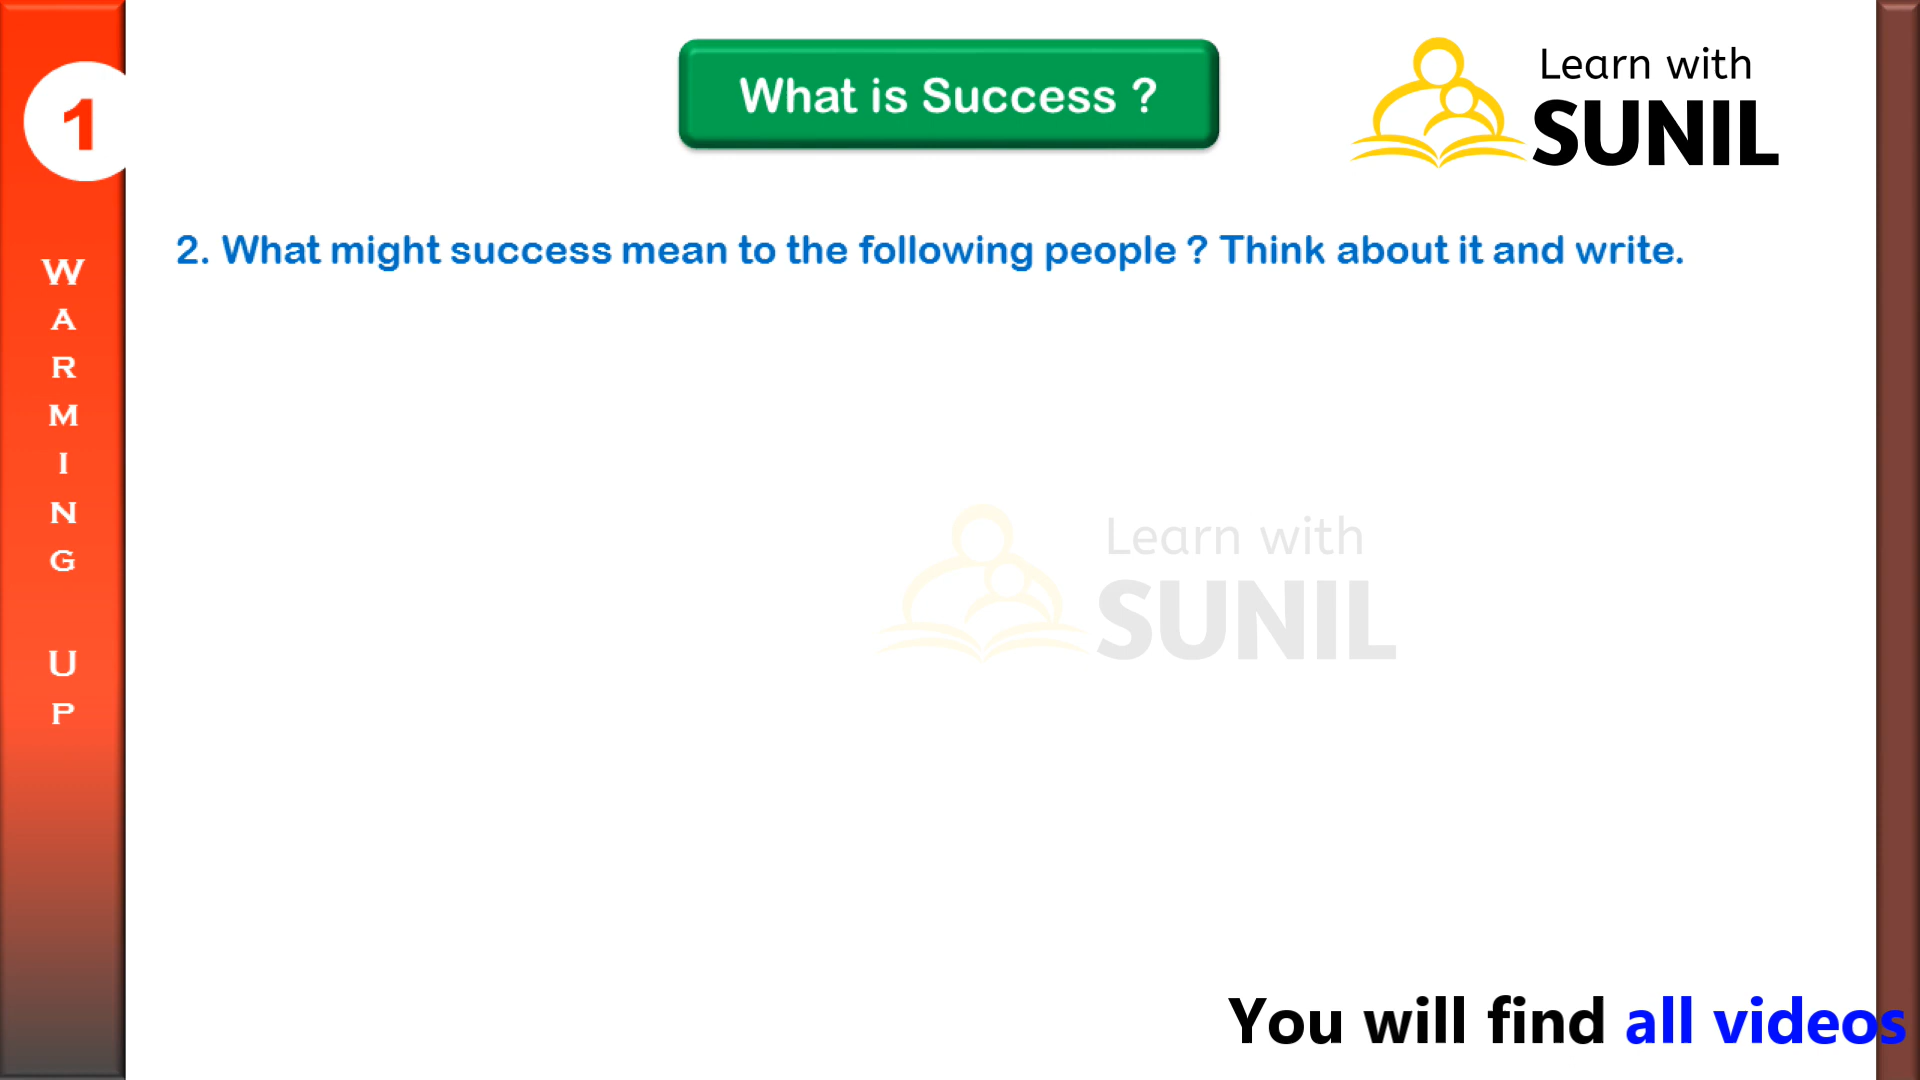 What is Success ?
Learn with
SUNIL
1
WARMING UP
2. What might success mean to the following people ? Think about it and write.
Learn with
SUNIL
You will find all videos